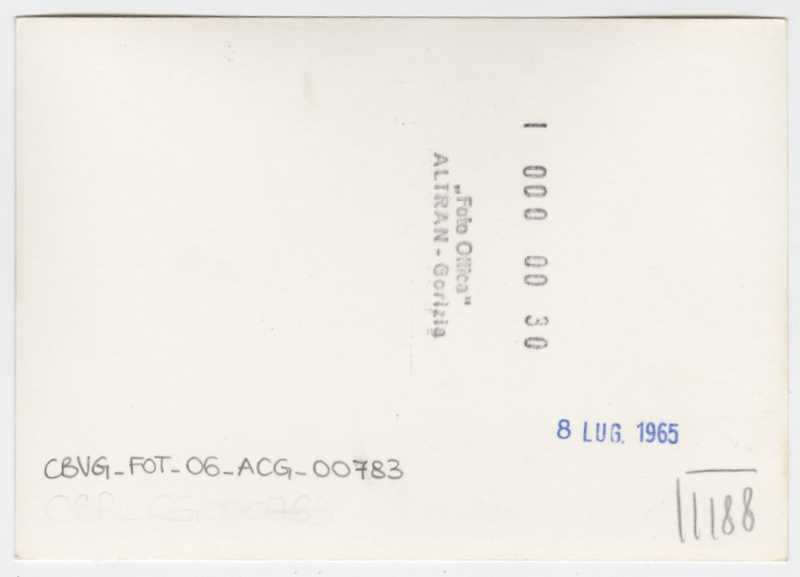 1 000 00 30
„Foto Ottica"
ALTRAN - Gorizia
8 LUG. 1965
CBVG_FOT_06_ACG_00783
1188